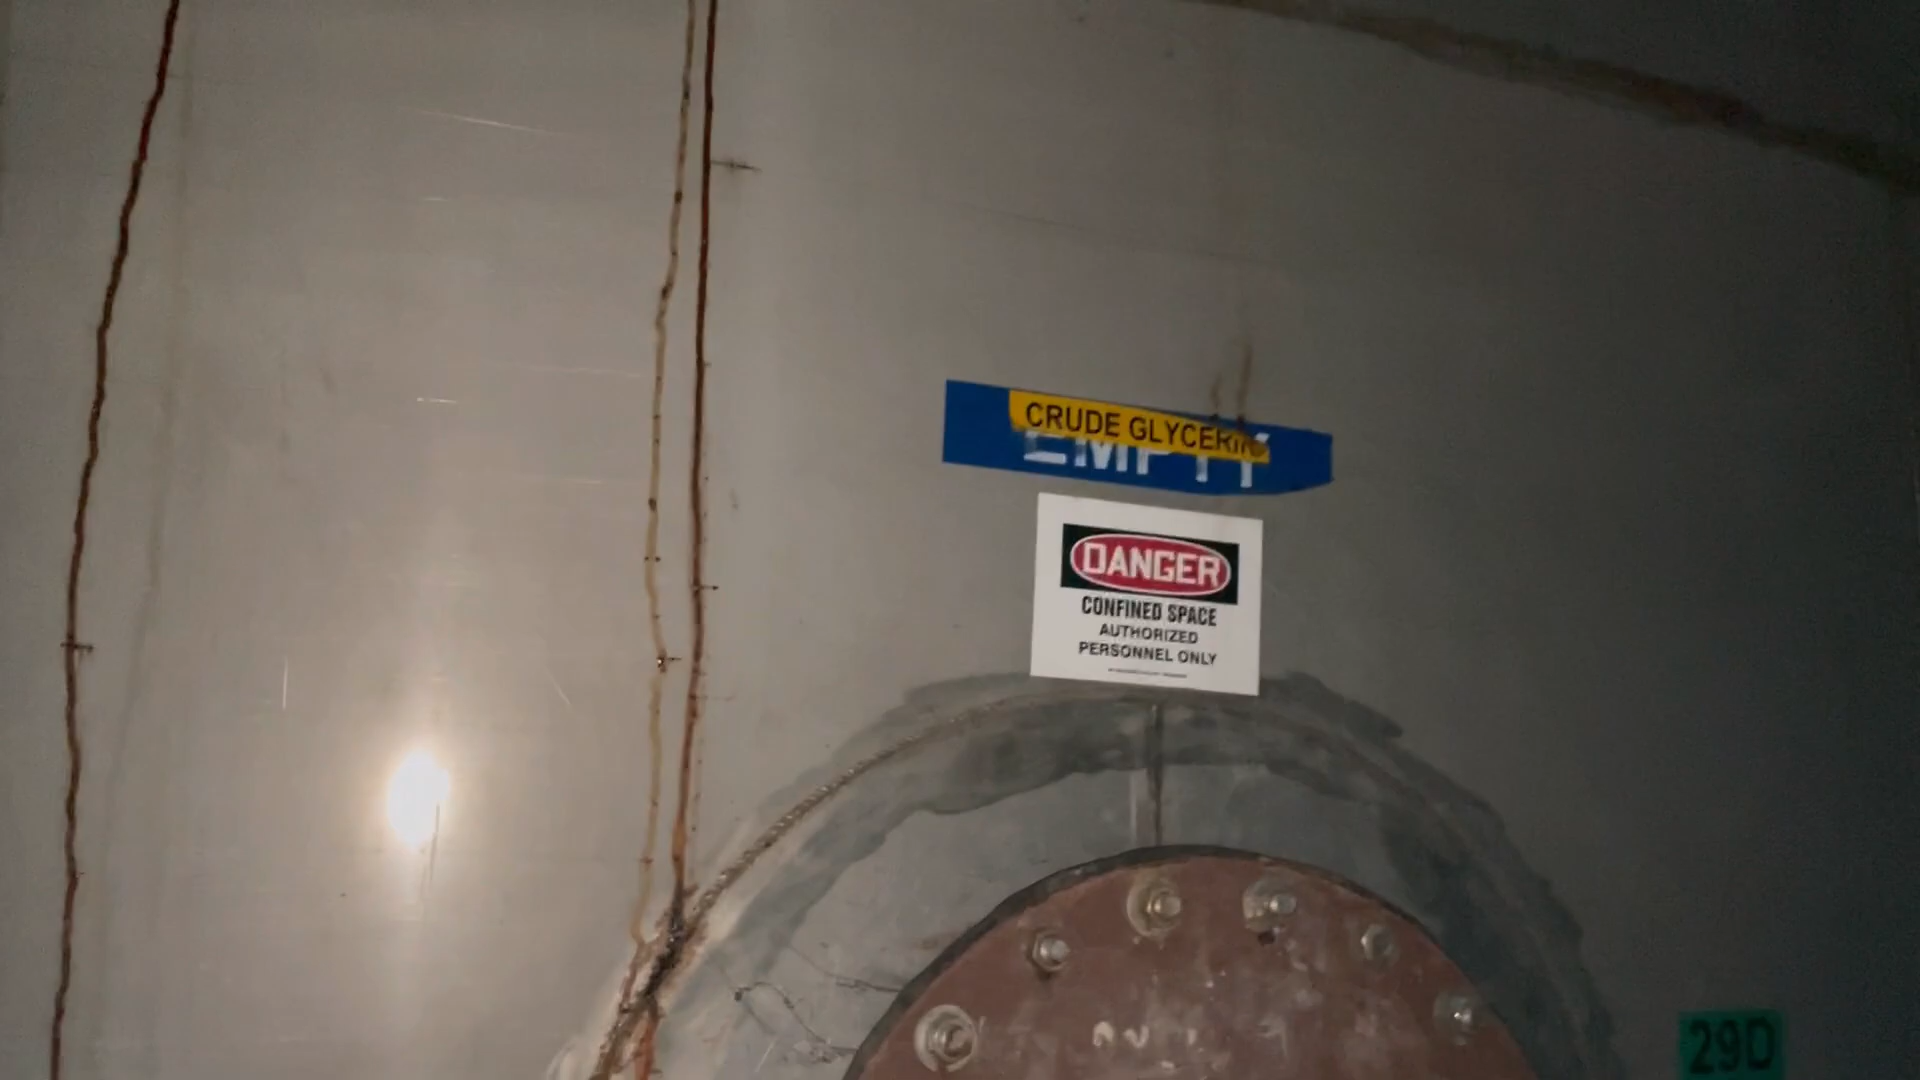 CRUDE GLYCERIN
EMPTY
DANGER
CONFINED SPACE
AUTHORIZED
PERSONNEL ONLY
29D